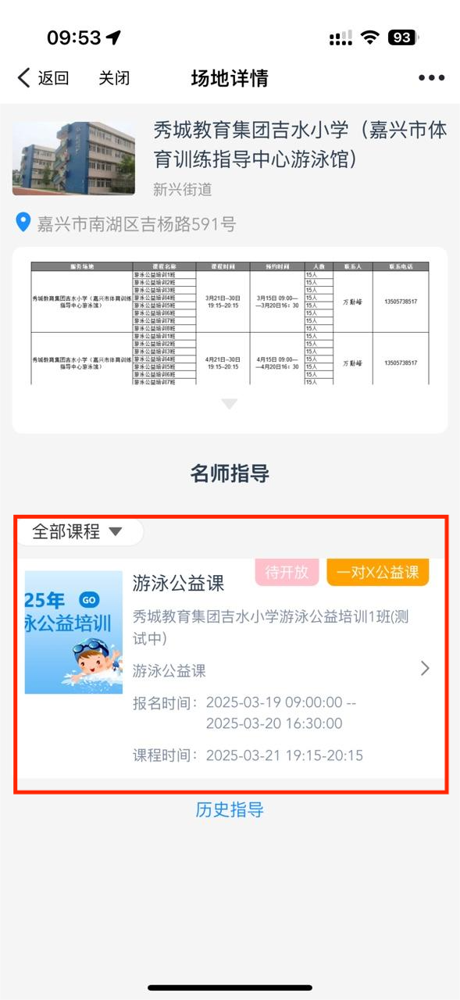 09:53
93
返回 关闭 场地详情
秀城教育集团吉水小学（嘉兴市体
育训练指导中心游泳馆）
新兴街道
嘉兴市南湖区吉杨路591号
服务场地 课程名称 课程时间 预约时间 人数 联系人 联系电话
秀城教育集团吉水小学（嘉兴市体育训练
指导中心游泳馆）
游泳公益培训1班 15人
游泳公益培训2班 15人
游泳公益培训3班 15人
游泳公益培训4班 15人
游泳公益培训5班 15人
游泳公益培训6班 15人
游泳公益培训7班 15人
游泳公益培训8班 15人
3月21日--30日
19:15--20:15
3月15日 09:00—
—3月20日16：30
万勤峰 13505738517
秀城教育集团吉水小学（嘉兴市体育训练
指导中心游泳馆）
游泳公益培训1班 15人
游泳公益培训2班 15人
游泳公益培训3班 15人
游泳公益培训4班 15人
游泳公益培训5班 15人
游泳公益培训6班 15人
游泳公益培训7班 15人
4月21日--30日
19:15--20:15
4月15日 09:00—
—4月20日16：30
万勤峰 13505738517
名师指导
全部课程
待开放 一对X公益课
25年 GO
泳公益培训
游泳公益课
秀城教育集团吉水小学游泳公益培训1班(测
试中)
游泳公益课
报名时间： 2025-03-19 09:00:00 --
2025-03-20 16:30:00
课程时间： 2025-03-21 19:15-20:15
历史指导